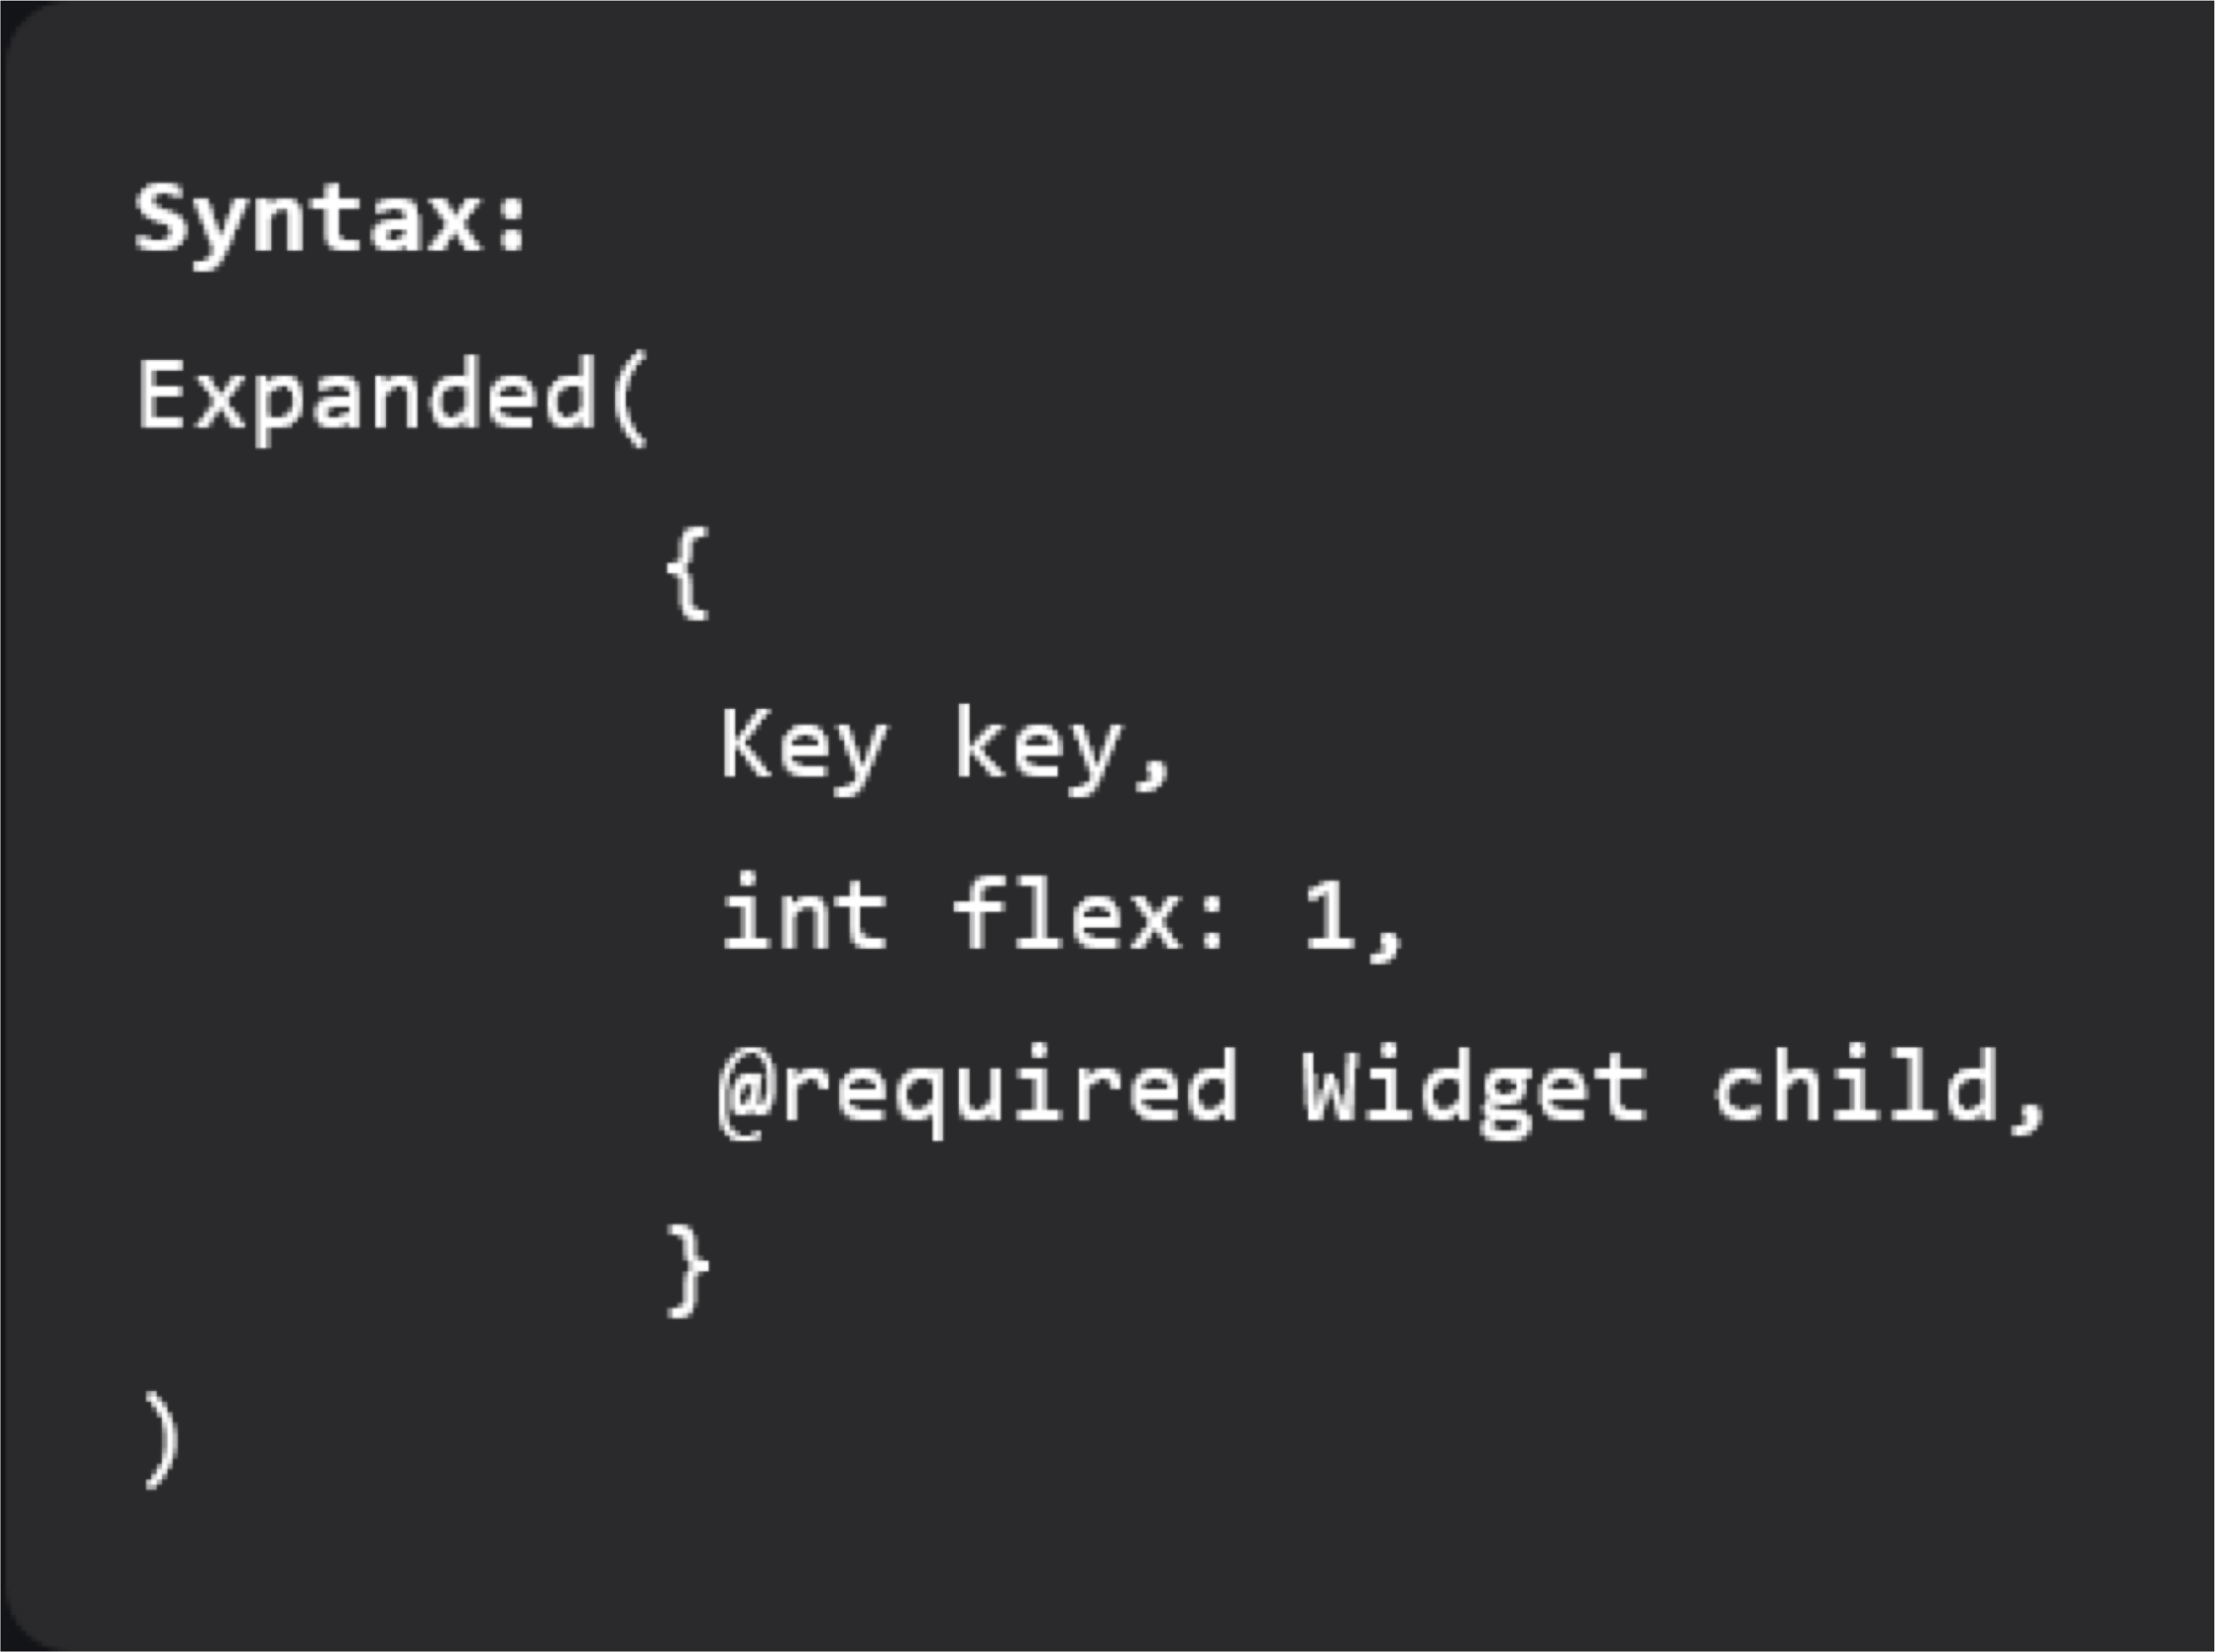 Syntax:
Expanded(
{
Key key,
int flex: 1,
@required Widget child,
}
)